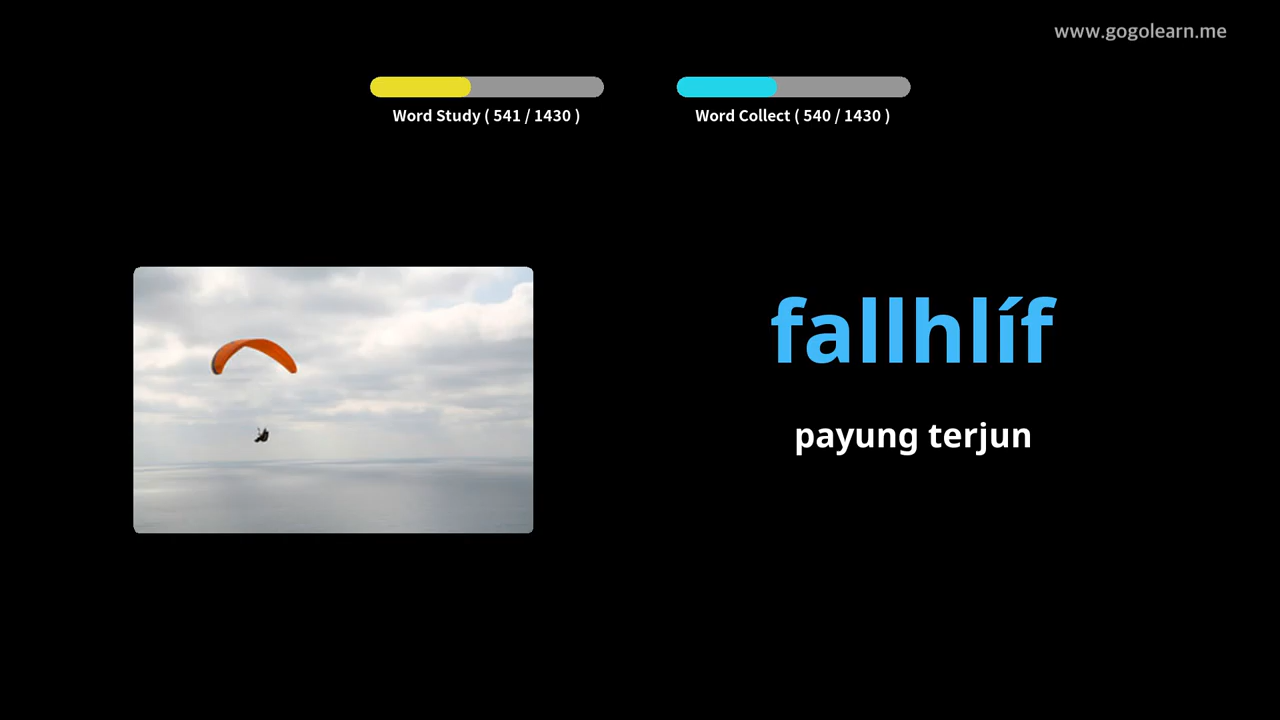 www.gogolearn.me
Word Study ( 541 / 1430 )
Word Collect ( 540 / 1430 )
fallhlíf
payung terjun